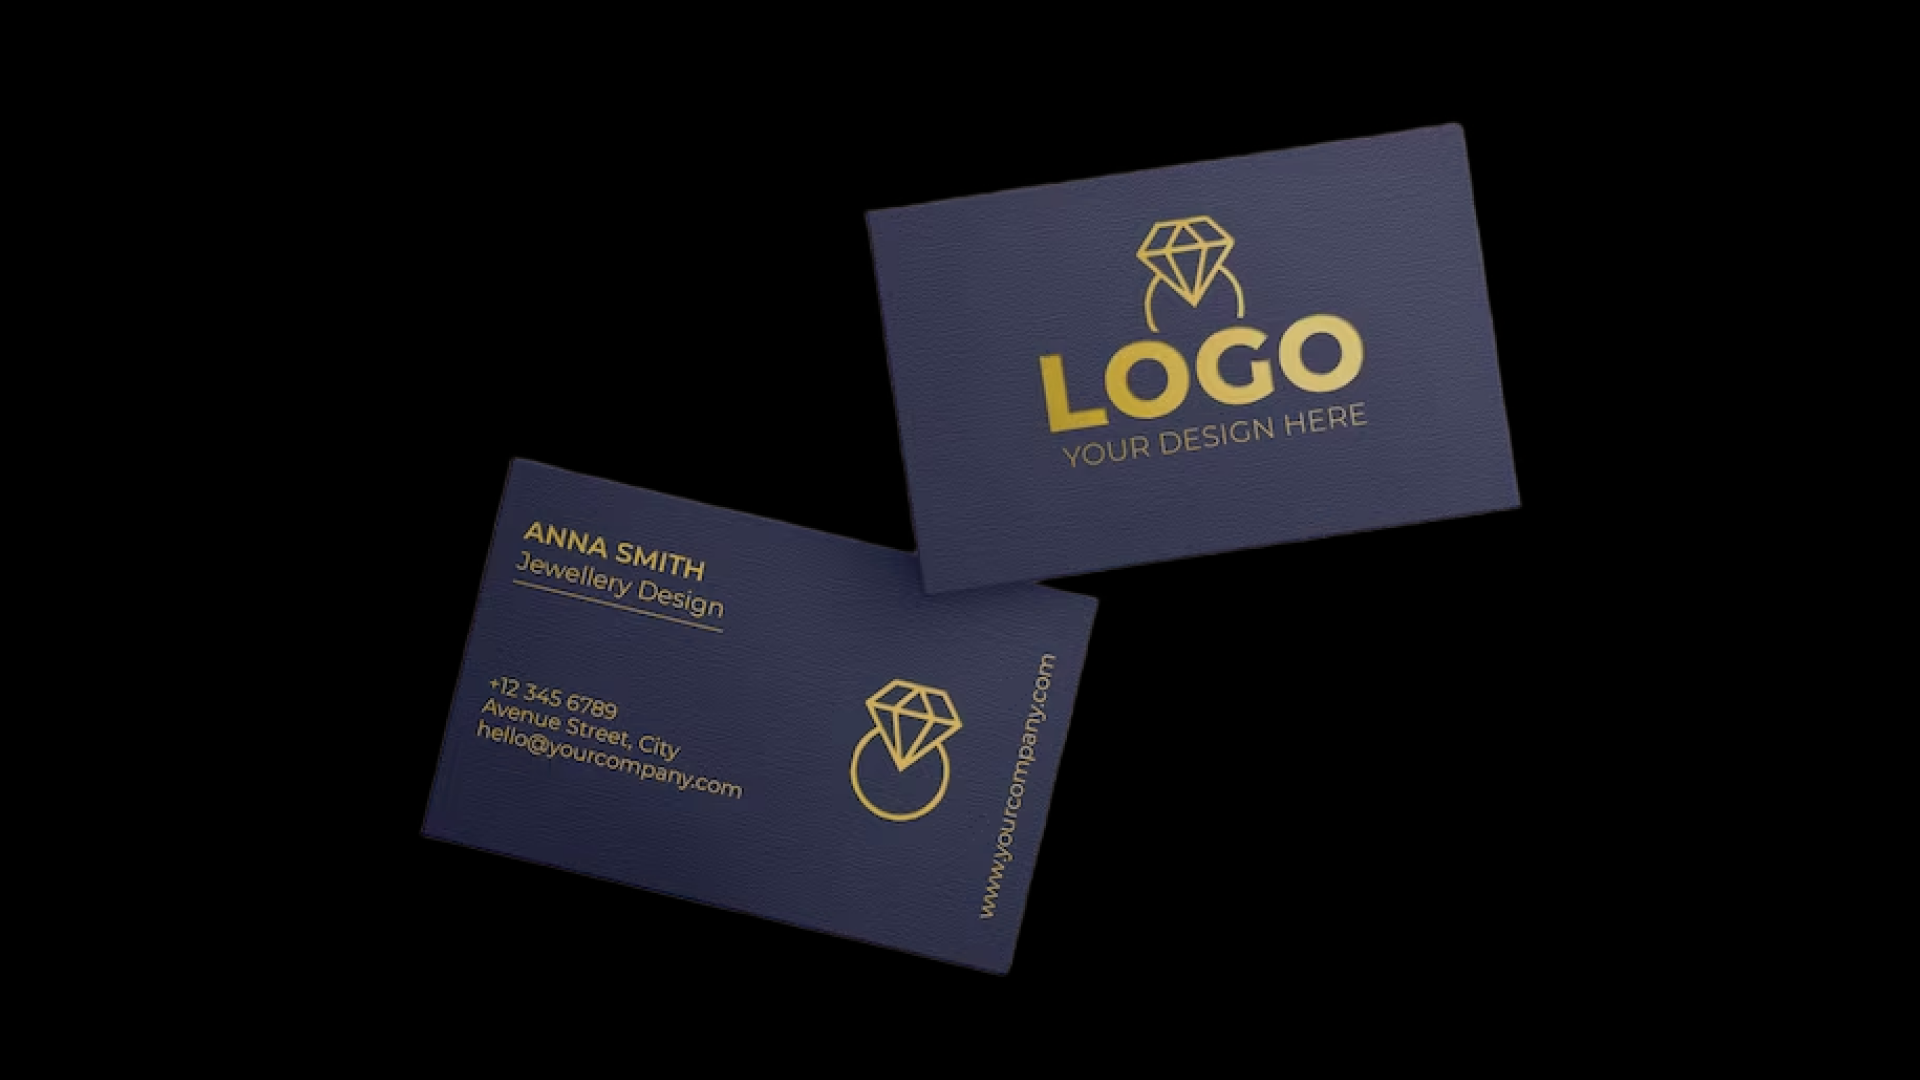 LOGO
YOUR DESIGN HERE
ANNA SMITH
Jewellery Design
+12 345 6789
Avenue Street, City
hello@yourcompany.com
www.yourcompany.com